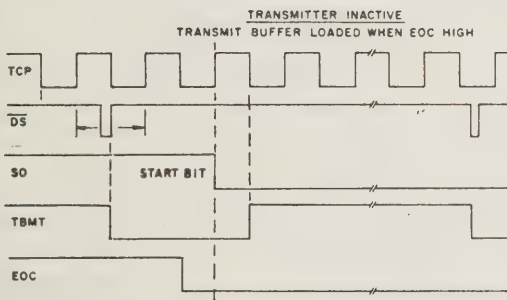 TRANSMITTER INACTIVE
TRANSMIT BUFFER LOADED WHEN EOC HIGH
TCP
DS
SO
START BIT
TBMT
EOC